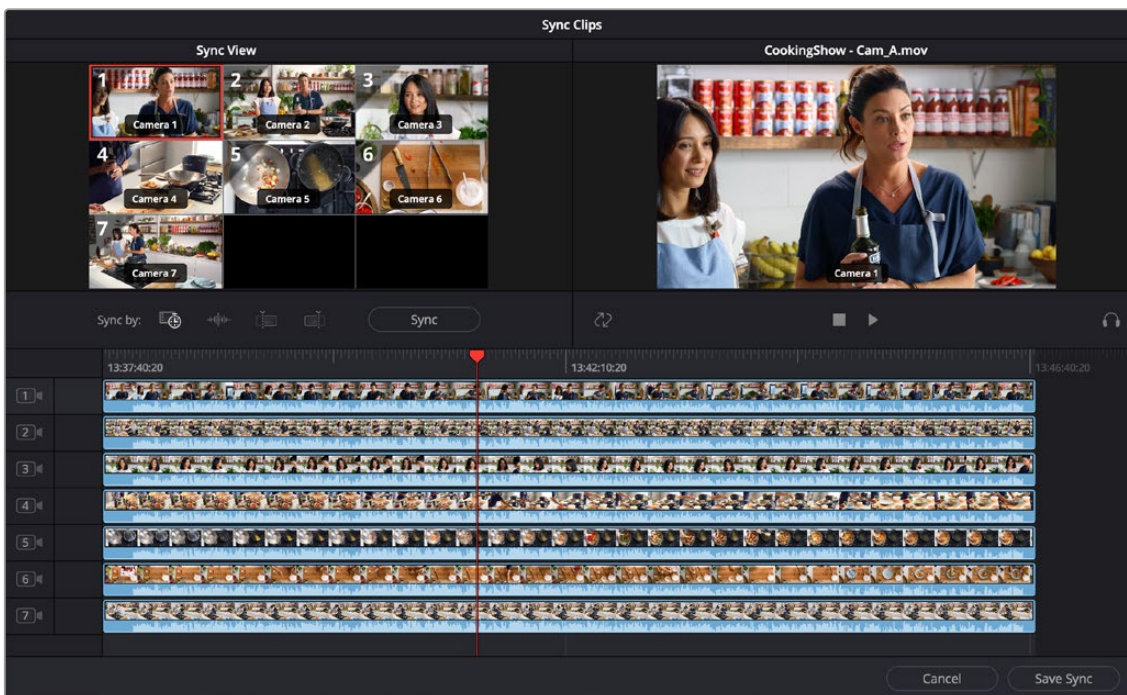 Sync Clips
Sync View
CookingShow - Cam_A.mov
1
2
3
Camera 1
Camera 2
Camera 3
4
5
6
Camera 4
Camera 5
Camera 6
7
Camera 7
Camera 1
Sync by:
Sync
13:37:40:20
13:42:10:20
13:46:40:20
1
2
3
4
5
6
7
Cancel
Save Sync